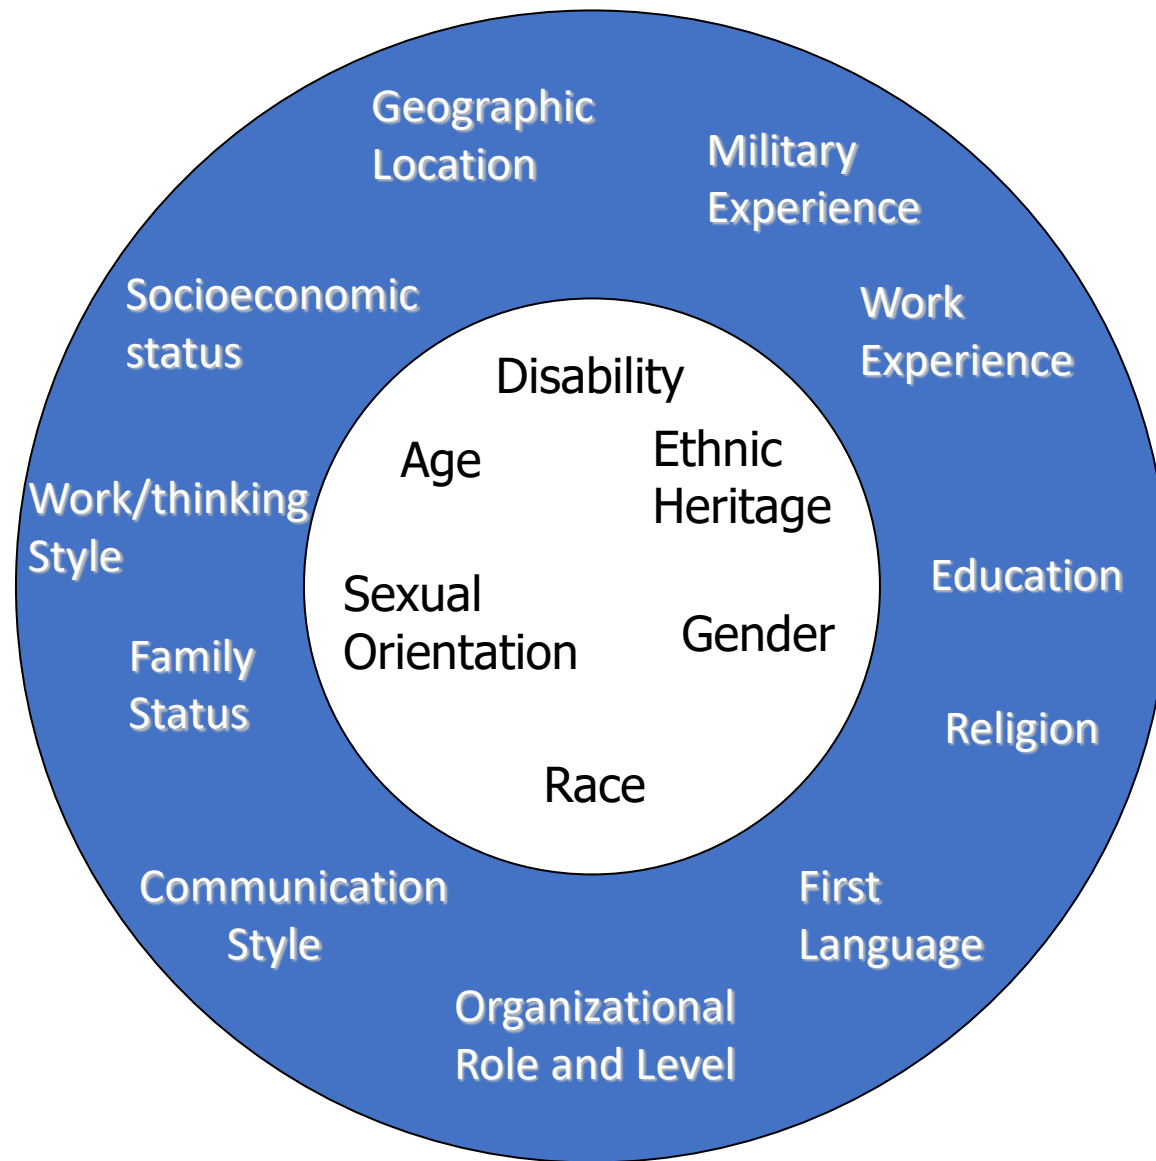 Geographic
Location
Military
Experience
Socioeconomic
status
Work
Experience
Disability
Age
Ethnic
Heritage
Work/thinking
Style
Education
Sexual
Orientation
Gender
Family
Status
Religion
Race
Communication
Style
First
Language
Organizational
Role and Level